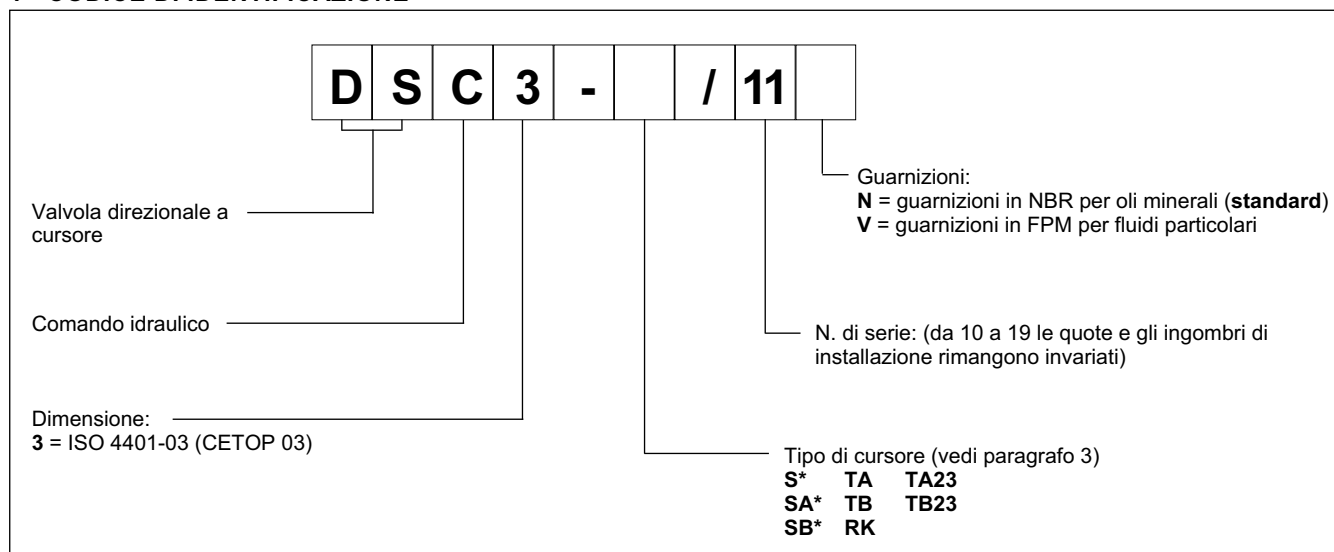 D S C 3 - / 11
Guarnizioni:
N = guarnizioni in NBR per oli minerali (standard)
V = guarnizioni in FPM per fluidi particolari
Valvola direzionale a
cursore
Comando idraulico
N. di serie: (da 10 a 19 le quote e gli ingombri di
installazione rimangono invariati)
Dimensione:
3 = ISO 4401-03 (CETOP 03)
Tipo di cursore (vedi paragrafo 3)
S* TA TA23
SA* TB TB23
SB* RK